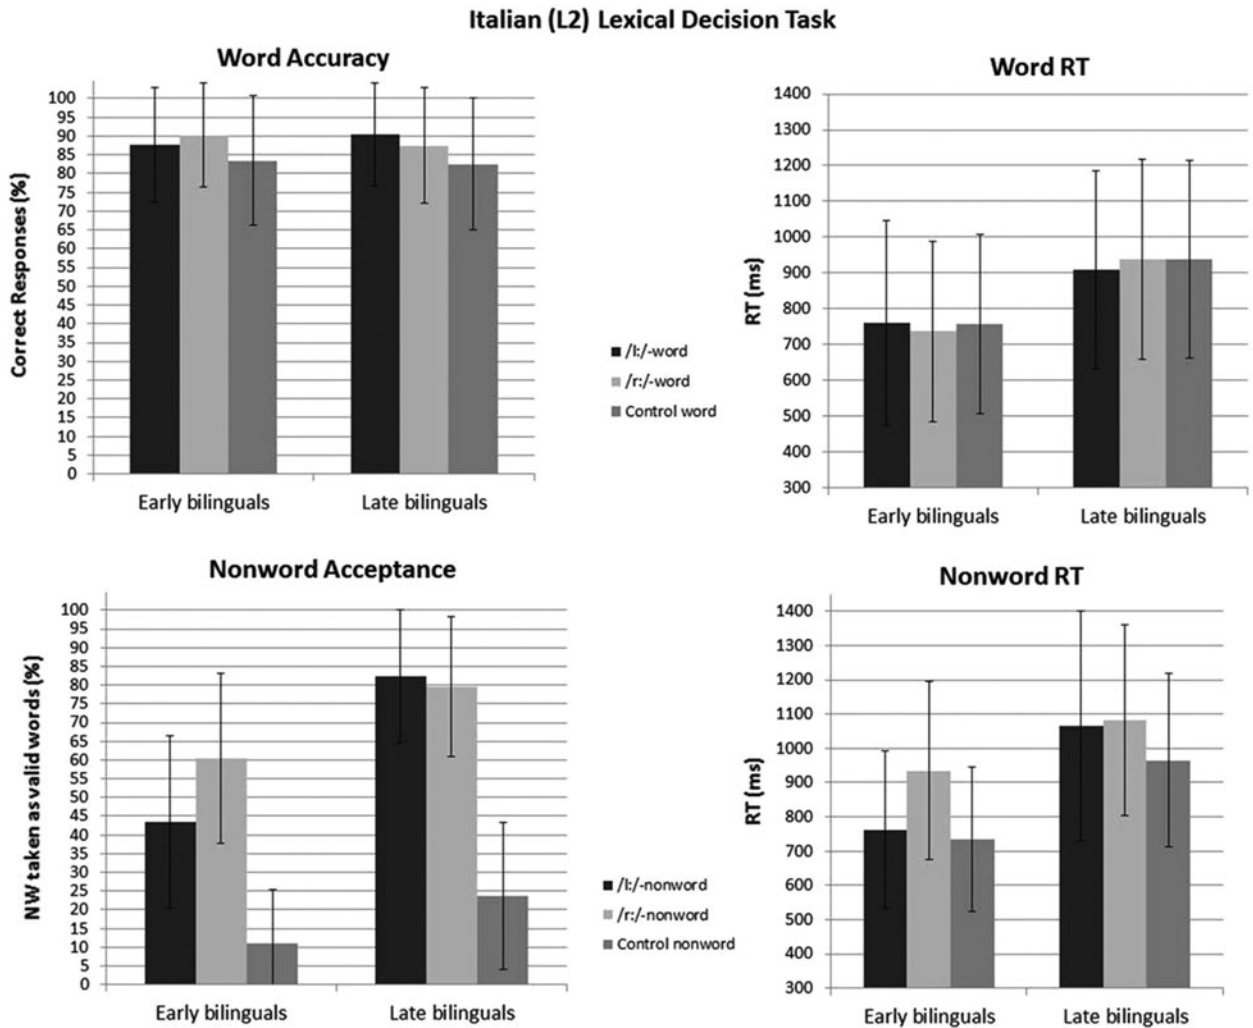 Italian (L2) Lexical Decision Task
Word Accuracy
Correct Responses (%)
100
95
90
85
80
75
70
65
60
55
50
45
40
35
30
25
20
15
10
5
0
Early bilinguals
Late bilinguals
/l:/-word
/r:/-word
Control word
Word RT
RT (ms)
1400
1300
1200
1100
1000
900
800
700
600
500
400
300
Early bilinguals
Late bilinguals
Nonword Acceptance
NW taken as valid words (%)
100
95
90
85
80
75
70
65
60
55
50
45
40
35
30
25
20
15
10
5
0
Early bilinguals
Late bilinguals
/l:/-nonword
/r:/-nonword
Control nonword
Nonword RT
RT (ms)
1400
1300
1200
1100
1000
900
800
700
600
500
400
300
Early bilinguals
Late bilinguals